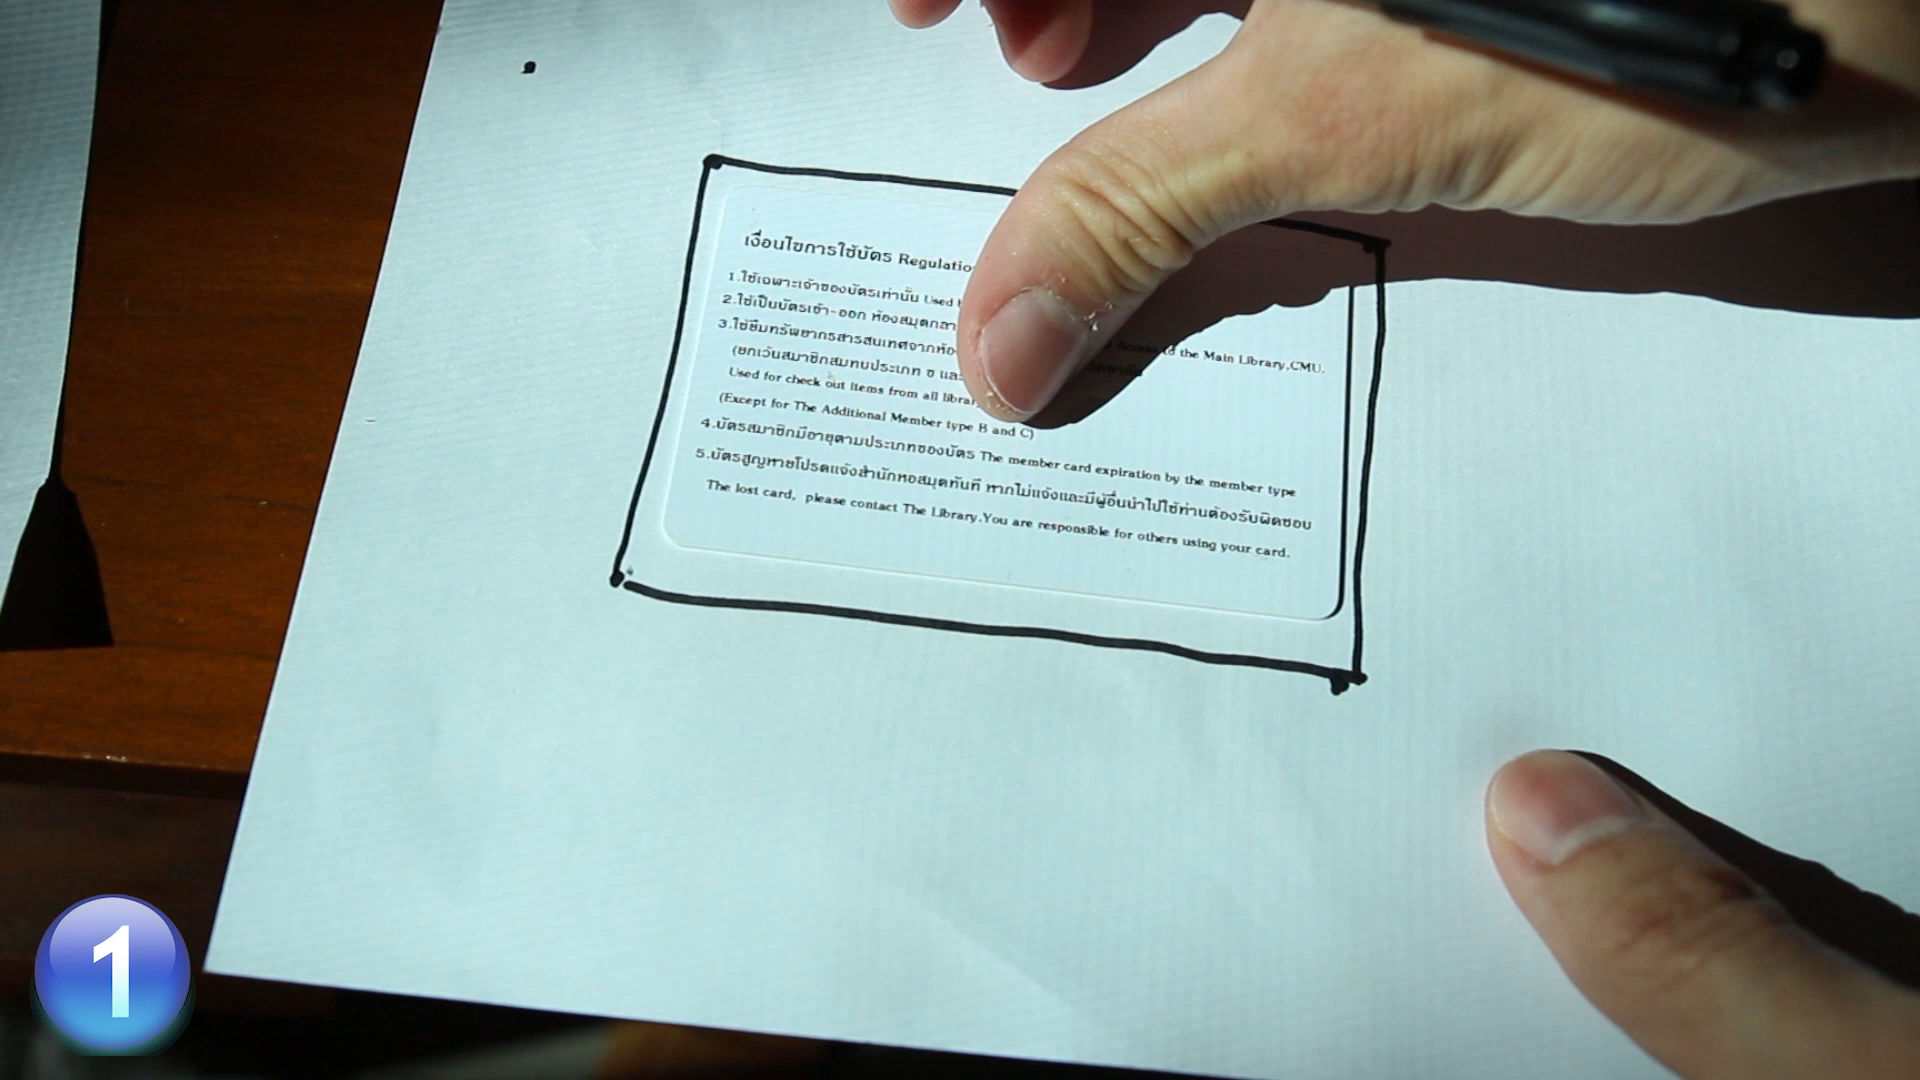 เงื่อนไขการใช้บัตร Regulatio
1.ใช้เฉพาะเจ้าของบัตรเท่านั้น Used
2.ใช้เป็นบัตรเข้า-ออก ห้องสมุดกลา Access to the Main Library,CMU.
3.ใช้ยืมทรัพยากรสารสนเทศจากห้อง
(ยกเว้นสมาชิกสมทบประเภท ข และ
Used for check out items from all librar
(Except for The Additional Member type B and C)
4.บัตรสมาชิกมีอายุตามประเภทของบัตร The member card expiration by the member type
5.บัตรสูญหายโปรดแจ้งสำนักหอสมุดทันที หากไม่แจ้งและมีผู้อื่นนำไปใช้ท่านต้องรับผิดชอบ
The lost card, please contact The Library.You are responsible for others using your card.
1